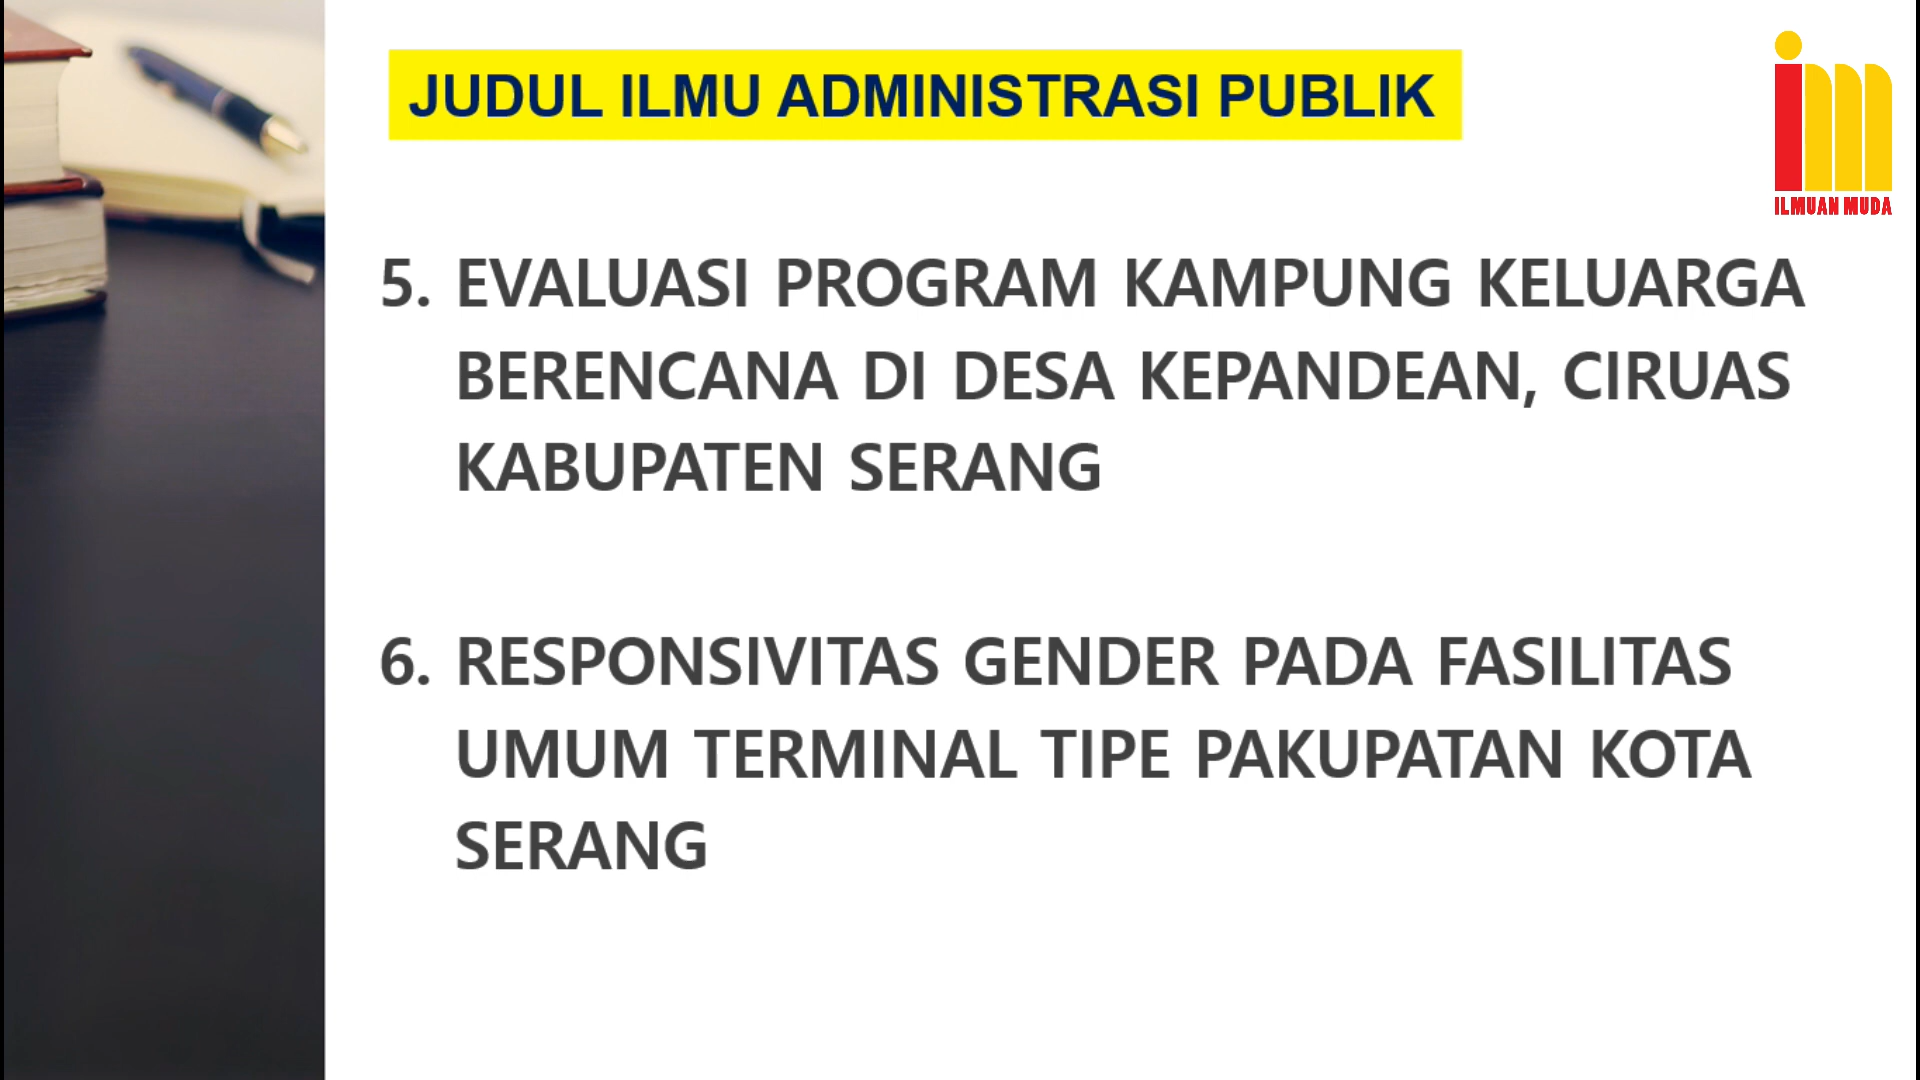 JUDUL ILMU ADMINISTRASI PUBLIK
ILMUAN MUDA
5. EVALUASI PROGRAM KAMPUNG KELUARGA
BERENCANA DI DESA KEPANDEAN, CIRUAS
KABUPATEN SERANG
6. RESPONSIVITAS GENDER PADA FASILITAS
UMUM TERMINAL TIPE PAKUPATAN KOTA
SERANG